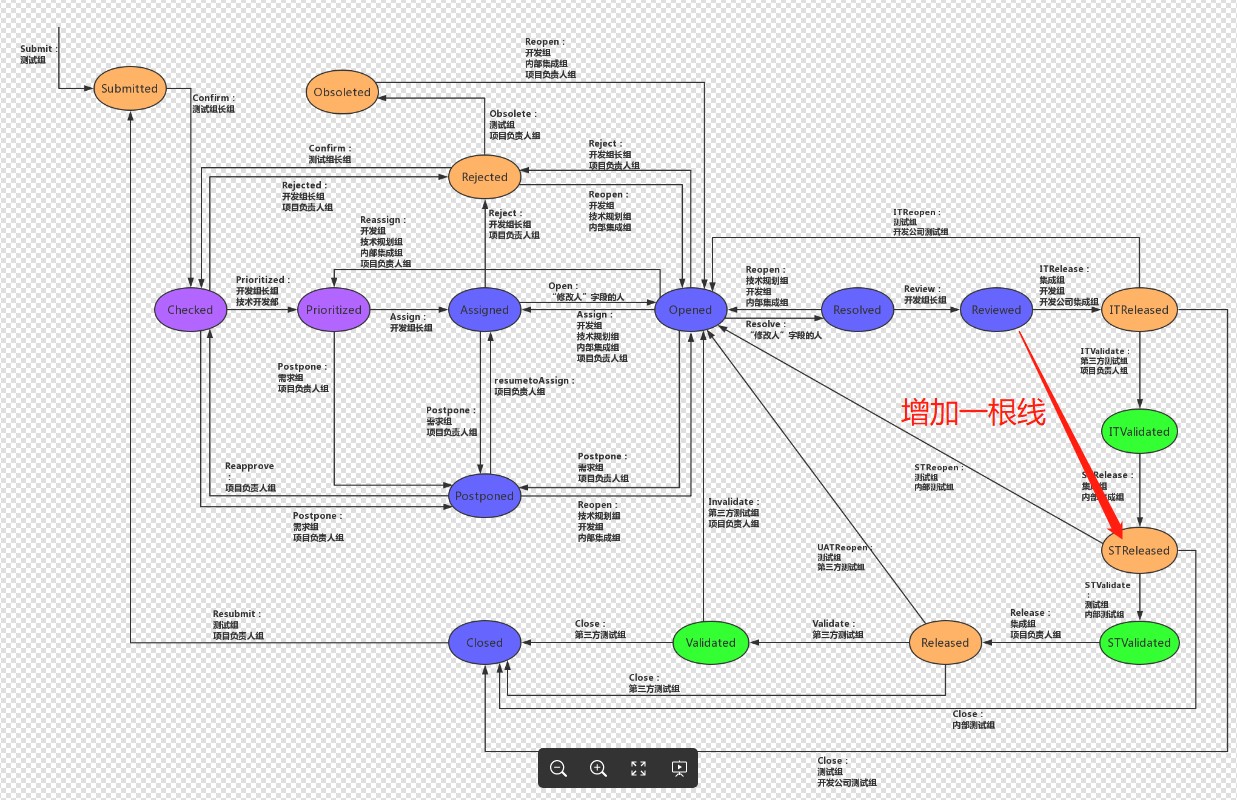 Submit：
测试组
Submitted
Confirm：
测试组长组
Obsoleted
Reopen：
开发组
内部集成组
项目负责人组
Obsolete：
测试组
项目负责人组
Confirm：
测试组长组
Rejected
Reject：
开发组长组
项目负责人组
Rejected：
开发组长组
项目负责人组
Reopen：
开发组
技术规划组
内部集成组
Reassign：
开发组
技术规划组
内部集成组
项目负责人组
Reject：
开发组长组
项目负责人组
ITReopen：
测试组
开发公司测试组
Checked
Prioritized：
开发组长组
技术开发部
Prioritized
Assign：
开发组长组
Assigned
Open：
“修改人”字段的人
Assign：
开发组
技术规划组
内部集成组
项目负责人组
Opened
Reopen：
技术规划组
开发组
内部集成组
Resolve：
“修改人”字段的人
Resolved
Review：
开发组长组
Reviewed
ITRelease：
集成组
开发组
开发公司集成组
ITReleased
ITValidate：
第三方测试组
项目负责人组
Postpone：
需求组
项目负责人组
resumetoAssign：
项目负责人组
Postpone：
需求组
项目负责人组
增加一根线
ITValidated
Reapprove
：
项目负责人组
Postpone：
需求组
项目负责人组
STReopen：
测试组
内部测试组
STRelease：
集成组
内部集成组
Postponed
Postpone：
需求组
项目负责人组
Reopen：
技术规划组
开发组
内部集成组
Invalidate：
第三方测试组
项目负责人组
UATReopen：
测试组
第三方测试组
STReleased
STValidate
：
测试组
内部测试组
Resubmit：
测试组
项目负责人组
Closed
Close：
第三方测试组
Validated
Validate：
第三方测试组
Released
Release：
集成组
项目负责人组
STValidated
Close：
第三方测试组
Close：
内部测试组
Close：
测试组
开发公司测试组